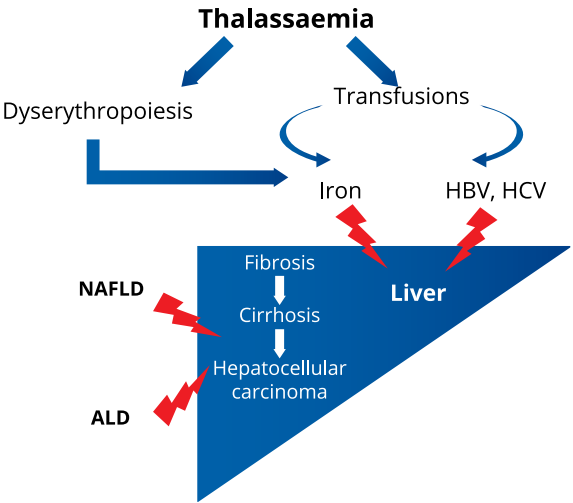 Thalassaemia
Dyserythropoiesis
Transfusions
Iron
HBV, HCV
Fibrosis
Liver
NAFLD
Cirrhosis
Hepatocellular
carcinoma
ALD